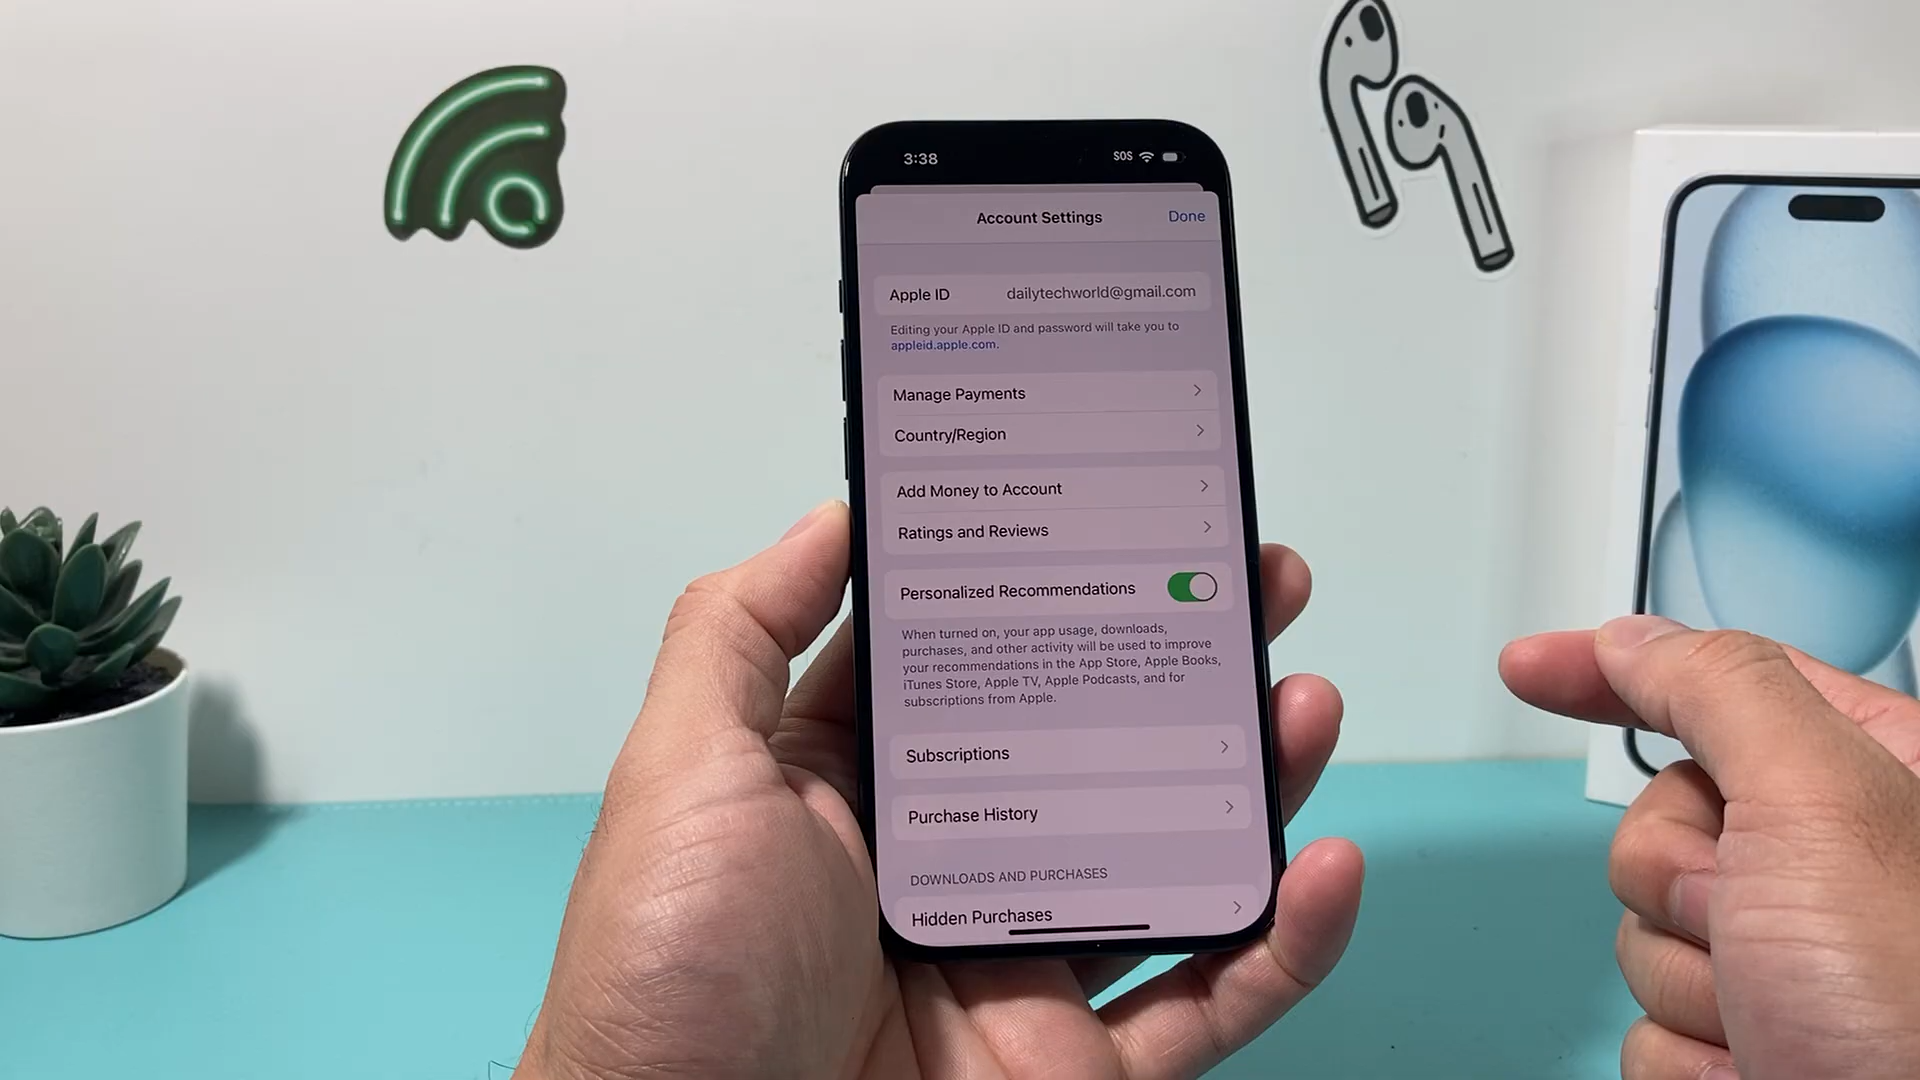 3:38 SOS
Account Settings Done
Apple ID dailytechworld@gmail.com
Editing your Apple ID and password will take you to
appleid.apple.com.
Manage Payments
Country/Region
Add Money to Account
Ratings and Reviews
Personalized Recommendations
When turned on, your app usage, downloads,
purchases, and other activity will be used to improve
your recommendations in the App Store, Apple Books,
iTunes Store, Apple TV, Apple Podcasts, and for
subscriptions from Apple.
Subscriptions
Purchase History
DOWNLOADS AND PURCHASES
Hidden Purchases